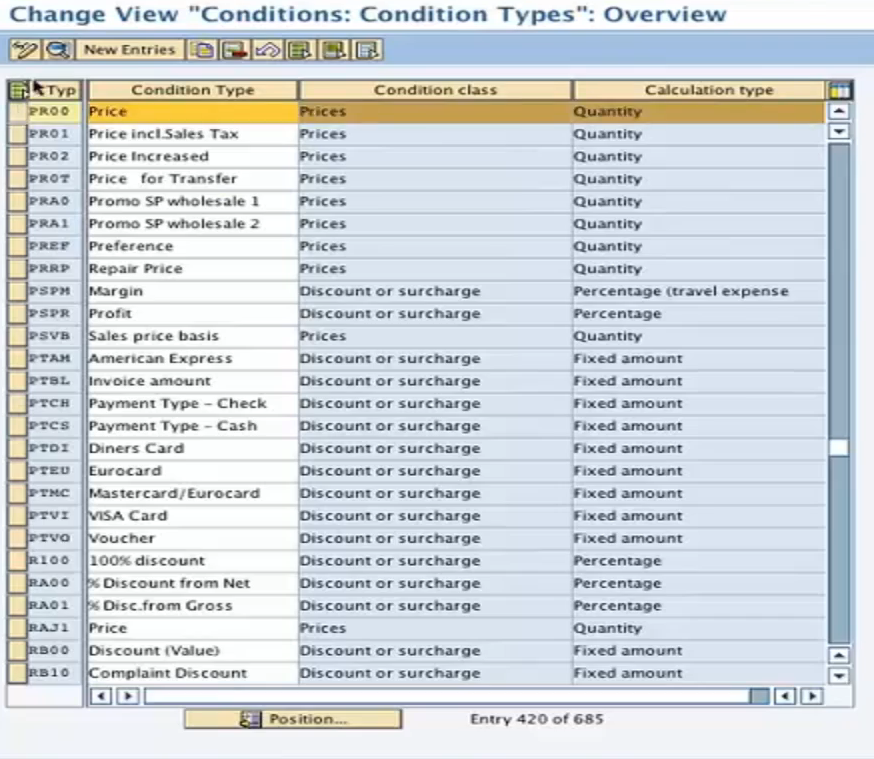 Change View "Conditions: Condition Types": Overview
New Entries
Typ Condition Type Condition class Calculation type
PR00 Price Prices Quantity
PR01 Price incl.Sales Tax Prices Quantity
PR02 Price Increased Prices Quantity
PR0T Price for Transfer Prices Quantity
PRA0 Promo SP wholesale 1 Prices Quantity
PRA1 Promo SP wholesale 2 Prices Quantity
PREF Preference Prices Quantity
PRRP Repair Price Prices Quantity
PSPM Margin Discount or surcharge Percentage (travel expense
PSPR Profit Discount or surcharge Percentage
PSVB Sales price basis Prices Quantity
PTAM American Express Discount or surcharge Fixed amount
PTBL Invoice amount Discount or surcharge Fixed amount
PTCH Payment Type - Check Discount or surcharge Fixed amount
PTCS Payment Type - Cash Discount or surcharge Fixed amount
PTDI Diners Card Discount or surcharge Fixed amount
PTEU Eurocard Discount or surcharge Fixed amount
PTMC Mastercard/Eurocard Discount or surcharge Fixed amount
PTVI VISA Card Discount or surcharge Fixed amount
PTVO Voucher Discount or surcharge Fixed amount
R100 100% discount Discount or surcharge Percentage
RA00 % Discount from Net Discount or surcharge Percentage
RA01 % Disc.from Gross Discount or surcharge Percentage
RAJ1 Price Prices Quantity
RB00 Discount (Value) Discount or surcharge Fixed amount
RB10 Complaint Discount Discount or surcharge Fixed amount
Position... Entry 420 of 685